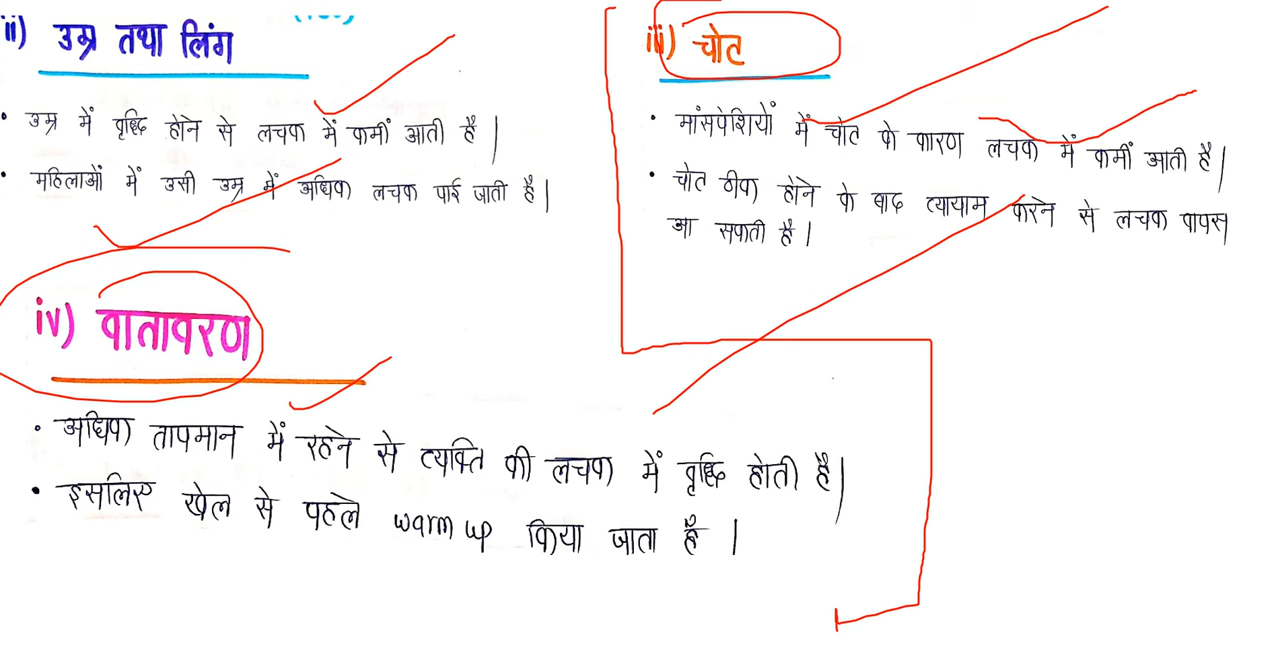 ii) उम्र तथा लिंग
• उम्र में वृद्धि होने से लचक में कमीं आती है |
• महिलाओं में उसी उम्र में अधिक लचक पाई जाती है |
iii) चोट
• मांसपेशियों में चोट के कारण लचक में कमीं आती है |
• चोट ठीक होने के बाद व्यायाम करने से लचक वापस
आ सकती है |
iv) वातावरण
• अधिक तापमान में रहने से व्यक्ति की लचक में वृद्धि होती है |
• इसलिए खेल से पहले warm up किया जाता है |